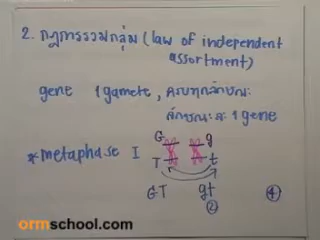 2. กฎการรวมกลุ่ม (law of independent
assortment)
gene 1 gamete , ครบทุกลักษณะ
ลักษณะละ 1 gene
* metaphase I G g
T t
GT gt
② ④
ormschool.com